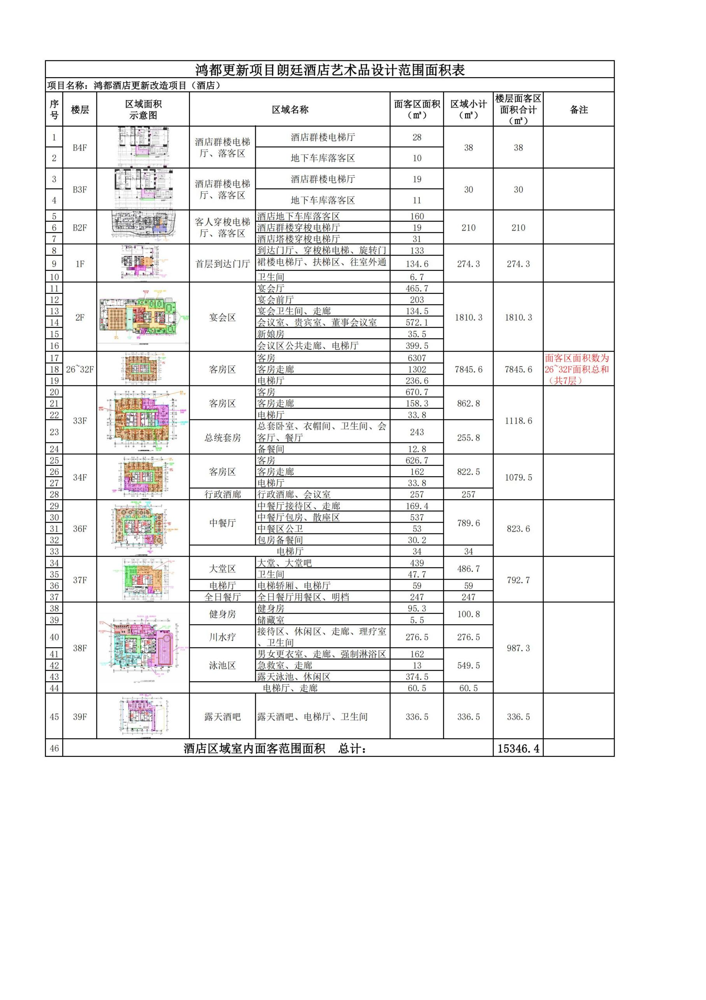 鸿都更新项目朗廷酒店艺术品设计范围面积表
项目名称：鸿都酒店更新改造项目（酒店）
序号 楼层 区域面积示意图 区域名称 面客区面积（㎡） 区域小计（㎡） 楼层面客区面积合计（㎡） 备注
1 B4F 酒店群楼电梯厅、落客区 酒店群楼电梯厅 28 38 38
2 地下车库落客区 10
3 B3F 酒店群楼电梯厅、落客区 酒店群楼电梯厅 19 30 30
4 地下车库落客区 11
5 B2F 客人穿梭电梯厅、落客区 酒店地下车库落客区 160 210 210
6 酒店群楼穿梭电梯厅 19
7 酒店塔楼穿梭电梯厅 31
8 1F 首层到达门厅 到达门厅、穿梭梯电梯、旋转门 133 274.3 274.3
9 裙楼电梯厅、扶梯区、往室外通 134.6
10 卫生间 6.7
11 2F 宴会区 宴会厅 465.7 1810.3 1810.3
12 宴会前厅 203
13 宴会卫生间、走廊 134.5
14 会议室、贵宾室、董事会议室 572.1
15 新娘房 35.5
16 会议区公共走廊、电梯厅 399.5
17 26~32F 客房区 客房 6307 7845.6 7845.6 面客区面积数为26~32F面积总和（共7层）
18 客房走廊 1302
19 电梯厅 236.6
20 33F 客房区 客房 670.7 862.8 1118.6
21 客房走廊 158.3
22 电梯厅 33.8
23 总统套房 总套卧室、衣帽间、卫生间、会客厅、餐厅 243 255.8
24 备餐间 12.8
25 34F 客房区 客房 626.7 822.5 1079.5
26 客房走廊 162
27 电梯厅 33.8
28 行政酒廊 行政酒廊、会议室 257 257
29 36F 中餐厅 中餐厅接待区、走廊 169.4 789.6 823.6
30 中餐厅包房、散座区 537
31 中餐区公卫 53
32 包房备餐间 30.2
33 电梯厅 34 34
34 37F 大堂区 大堂、大堂吧 439 486.7 792.7
35 卫生间 47.7
36 电梯厅 电梯轿厢、电梯厅 59 59
37 全日餐厅 全日餐厅用餐区、明档 247 247
38 38F 健身房 健身房 95.3 100.8 987.3
39 储藏室 5.5
40 川水疗 接待区、休闲区、走廊、理疗室、卫生间 276.5 276.5
41 泳池区 男女更衣室、走廊、强制淋浴区 162 549.5
42 急救室、走廊 13
43 露天泳池、休闲区 374.5
44 电梯厅、走廊 60.5 60.5
45 39F 露天酒吧 露天酒吧、电梯厅、卫生间 336.5 336.5 336.5
46 酒店区域室内面客范围面积 总计： 15346.4